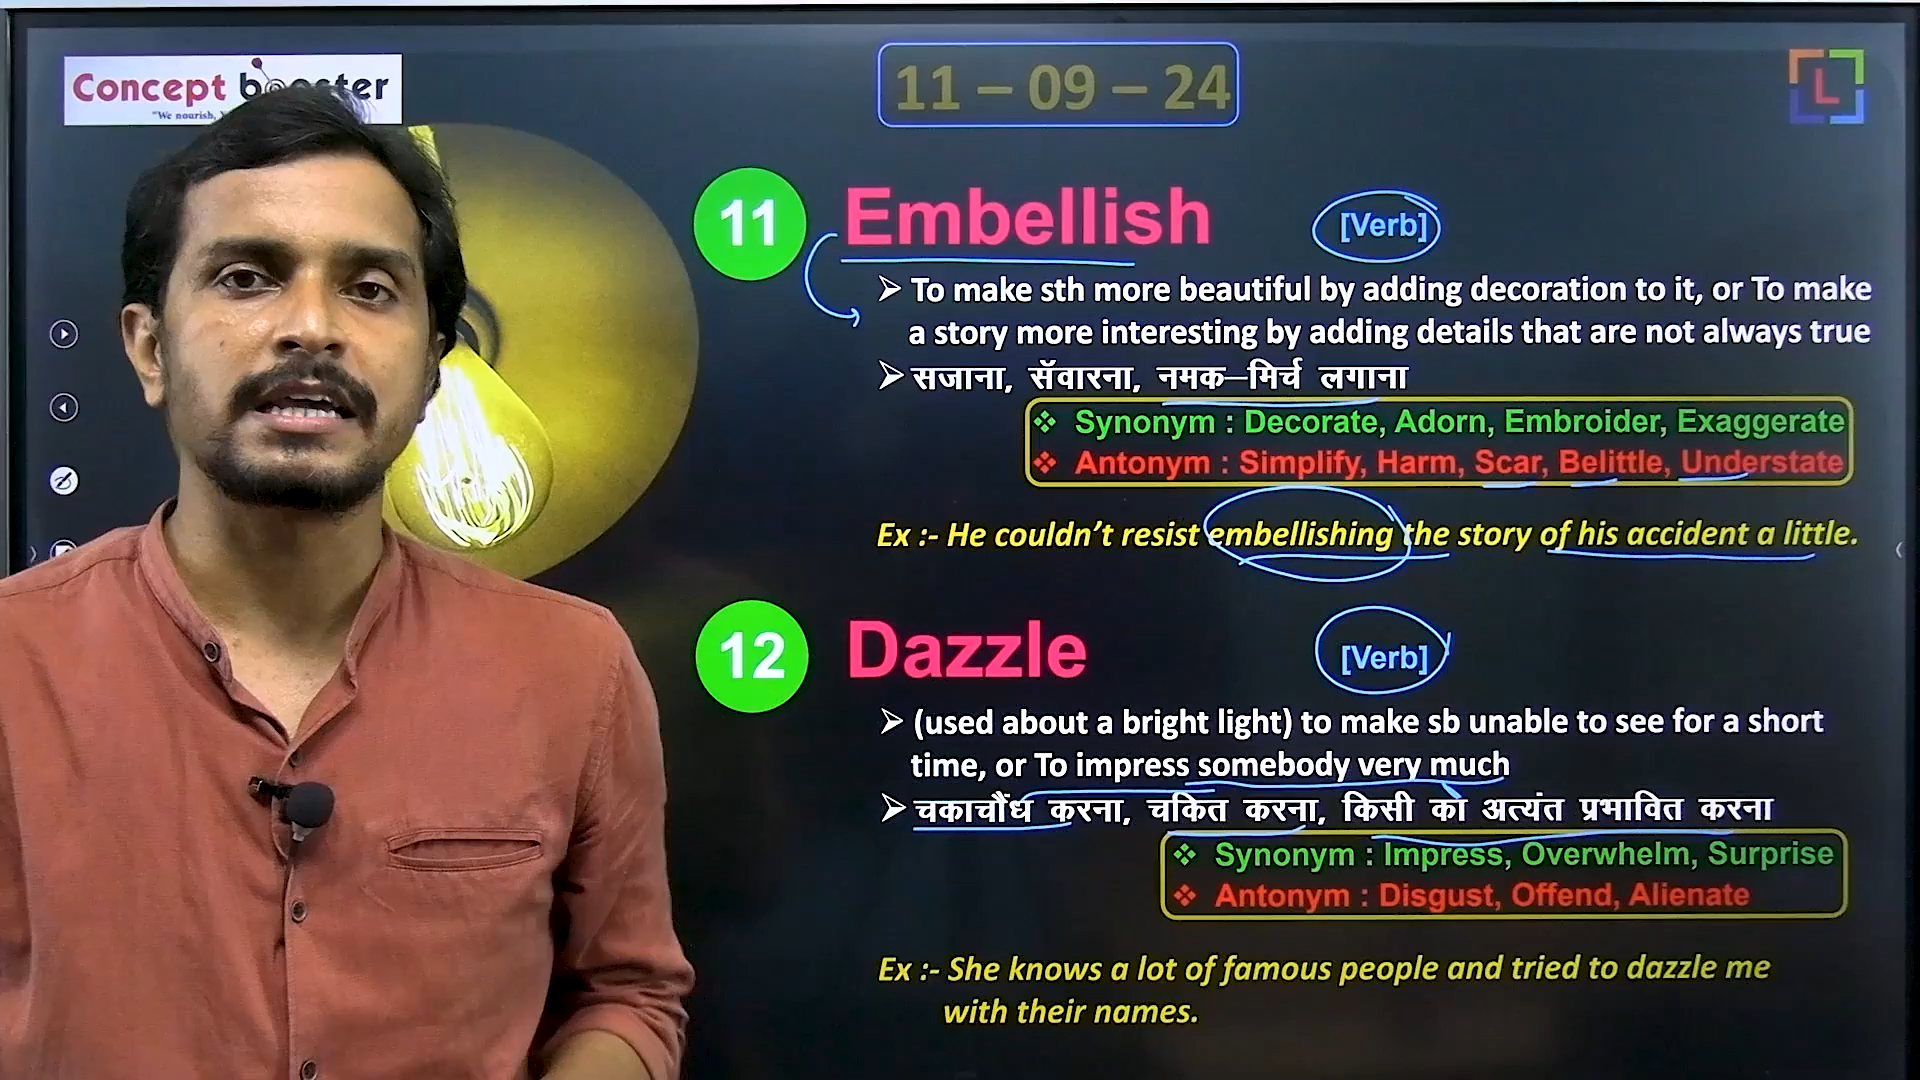 Concept booster
"We nourish,
11 – 09 – 24
L
11
Embellish
[Verb]
➢ To make sth more beautiful by adding decoration to it, or To make
a story more interesting by adding details that are not always true
➢ सजाना, सँवारना, नमक–मिर्च लगाना
❖ Synonym : Decorate, Adorn, Embroider, Exaggerate
❖ Antonym : Simplify, Harm, Scar, Belittle, Understate
Ex :- He couldn’t resist embellishing the story of his accident a little.
12
Dazzle
[Verb]
➢ (used about a bright light) to make sb unable to see for a short
time, or To impress somebody very much
➢ चकाचौंध करना, चकित करना, किसी को अत्यंत प्रभावित करना
❖ Synonym : Impress, Overwhelm, Surprise
❖ Antonym : Disgust, Offend, Alienate
Ex :- She knows a lot of famous people and tried to dazzle me
with their names.